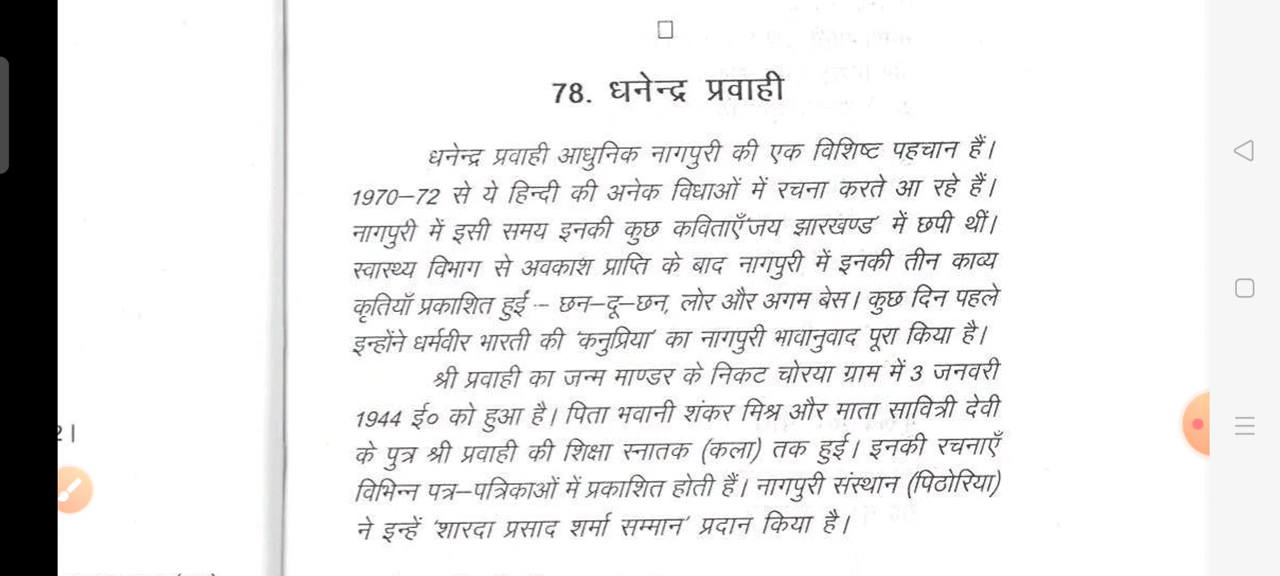 78. धनेन्द्र प्रवाही
धनेन्द्र प्रवाही आधुनिक नागपुरी की एक विशिष्ट पहचान हैं।
1970–72 से ये हिन्दी की अनेक विधाओं में रचना करते आ रहे हैं।
नागपुरी में इसी समय इनकी कुछ कविताएँ'जय झारखण्ड' में छपी थीं।
स्वास्थ्य विभाग से अवकाश प्राप्ति के बाद नागपुरी में इनकी तीन काव्य
कृतियाँ प्रकाशित हुईं – छन–दू–छन, लोर और अगम बेस। कुछ दिन पहले
इन्होंने धर्मवीर भारती की 'कनुप्रिया' का नागपुरी भावानुवाद पूरा किया है।
श्री प्रवाही का जन्म माण्डर के निकट चोरया ग्राम में 3 जनवरी
1944 ई० को हुआ है। पिता भवानी शंकर मिश्र और माता सावित्री देवी
के पुत्र श्री प्रवाही की शिक्षा स्नातक (कला) तक हुई। इनकी रचनाएँ
विभिन्न पत्र–पत्रिकाओं में प्रकाशित होती हैं। नागपुरी संस्थान (पिठोरिया)
ने इन्हें 'शारदा प्रसाद शर्मा सम्मान' प्रदान किया है।